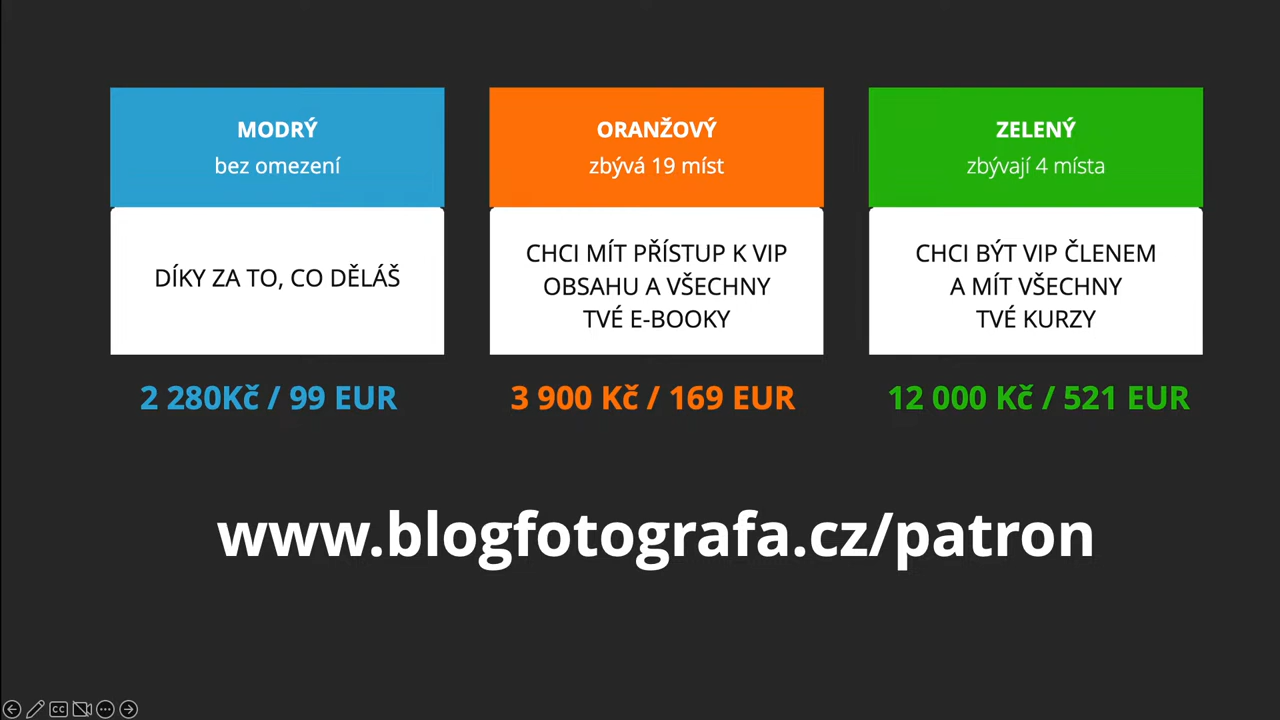 MODRÝ
bez omezení
DÍKY ZA TO, CO DĚLÁŠ
2 280Kč / 99 EUR
ORANŽOVÝ
zbývá 19 míst
CHCI MÍT PŘÍSTUP K VIP
OBSAHU A VŠECHNY
TVÉ E-BOOKY
3 900 Kč / 169 EUR
ZELENÝ
zbývají 4 místa
CHCI BÝT VIP ČLENEM
A MÍT VŠECHNY
TVÉ KURZY
12 000 Kč / 521 EUR
www.blogfotografa.cz/patron
CC